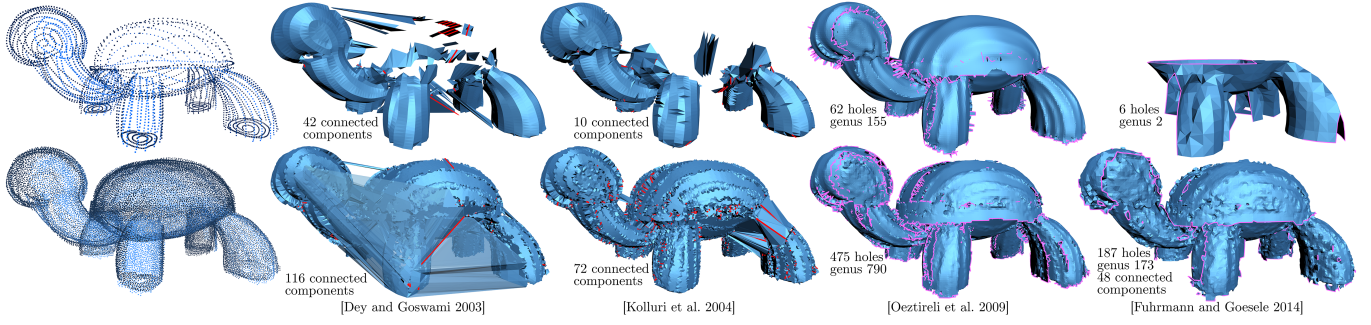 42 connected
components
10 connected
components
62 holes
genus 155
6 holes
genus 2
116 connected
components
72 connected
components
475 holes
genus 790
187 holes
genus 173
48 connected
components
[Dey and Goswami 2003]
[Kolluri et al. 2004]
[Oeztireli et al. 2009]
[Fuhrmann and Goesele 2014]